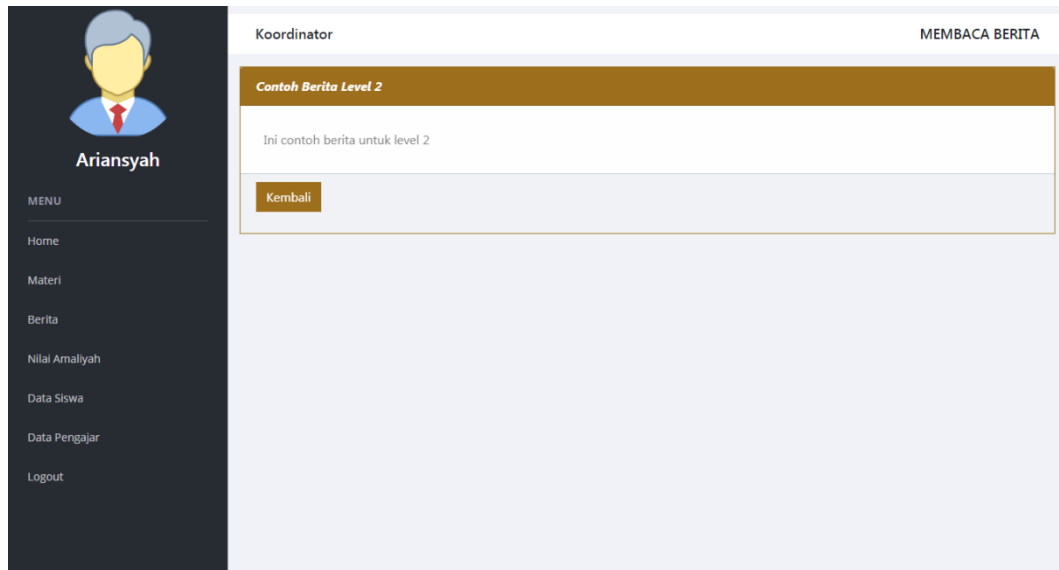 Ariansyah
MENU
Home
Materi
Berita
Nilai Amaliyah
Data Siswa
Data Pengajar
Logout
Koordinator
MEMBACA BERITA
Contoh Berita Level 2
Ini contoh berita untuk level 2
Kembali